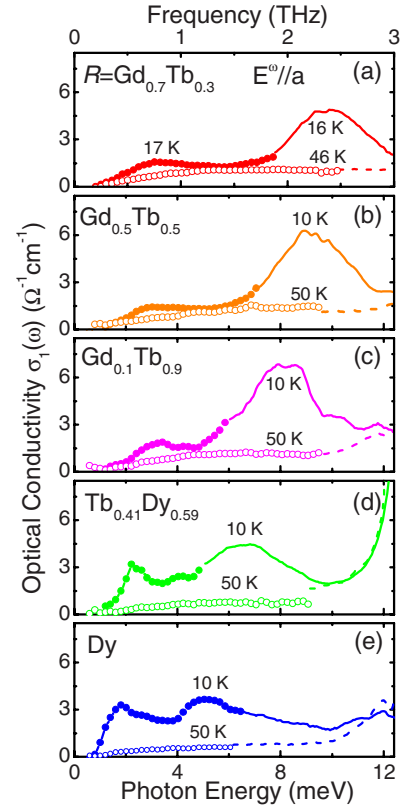 Frequency (THz)
0 1 2 3
R=Gd0.7Tb0.3 E^ω//a (a)
6
3
0
17 K 16 K
46 K
Gd0.5Tb0.5 (b)
6
3
0
10 K
50 K
Gd0.1Tb0.9 (c)
6
3
0
10 K
50 K
Tb0.41Dy0.59 (d)
6
3
0
10 K
50 K
Dy (e)
6
3
0
10 K
50 K
0 4 8 12
Photon Energy (meV)
Optical Conductivity σ1(ω) (Ω⁻¹cm⁻¹)